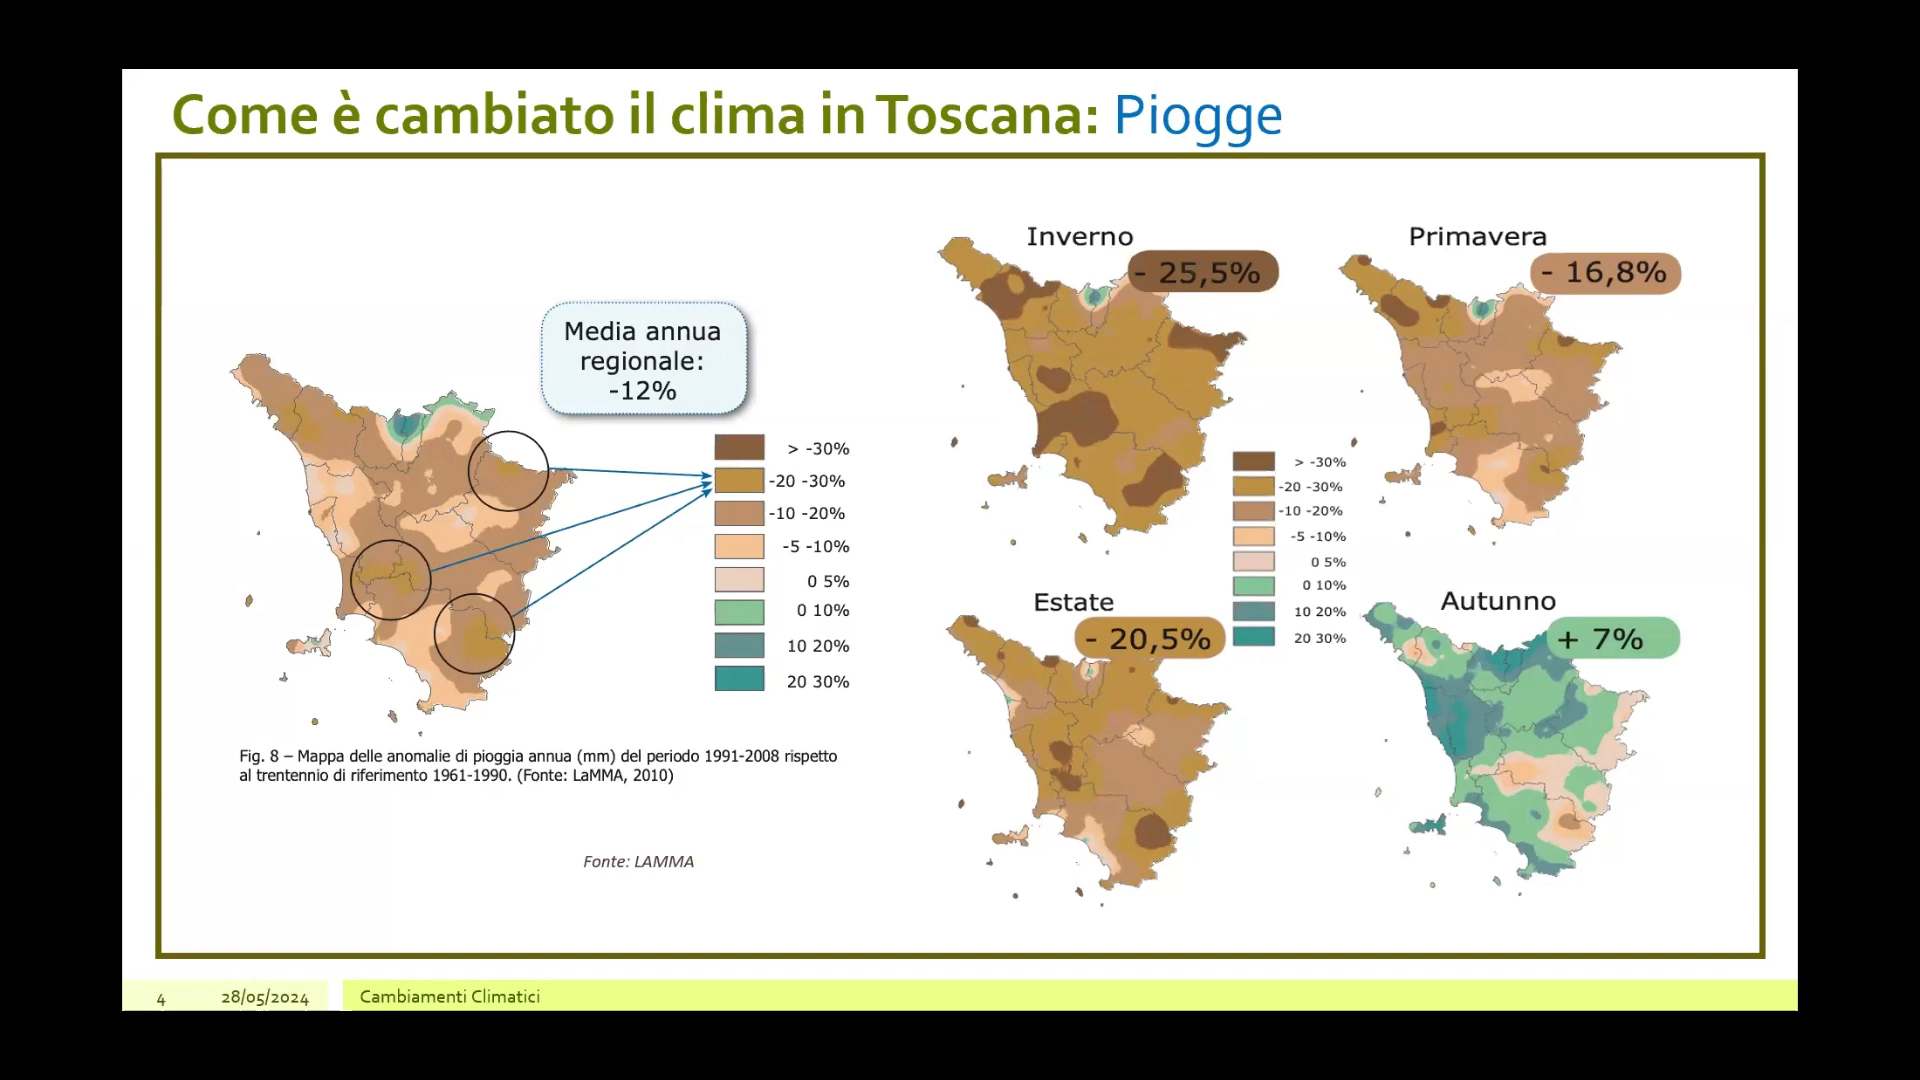 Come è cambiato il clima in Toscana: Piogge
Media annua
regionale:
-12%
> -30%
-20 -30%
-10 -20%
-5 -10%
0 5%
0 10%
10 20%
20 30%
Fig. 8 – Mappa delle anomalie di pioggia annua (mm) del periodo 1991-2008 rispetto
al trentennio di riferimento 1961-1990. (Fonte: LaMMA, 2010)
Fonte: LAMMA
Inverno
- 25,5%
Primavera
- 16,8%
> -30%
-20 -30%
-10 -20%
-5 -10%
0 5%
0 10%
10 20%
20 30%
Estate
- 20,5%
Autunno
+ 7%
4
28/05/2024
Cambiamenti Climatici